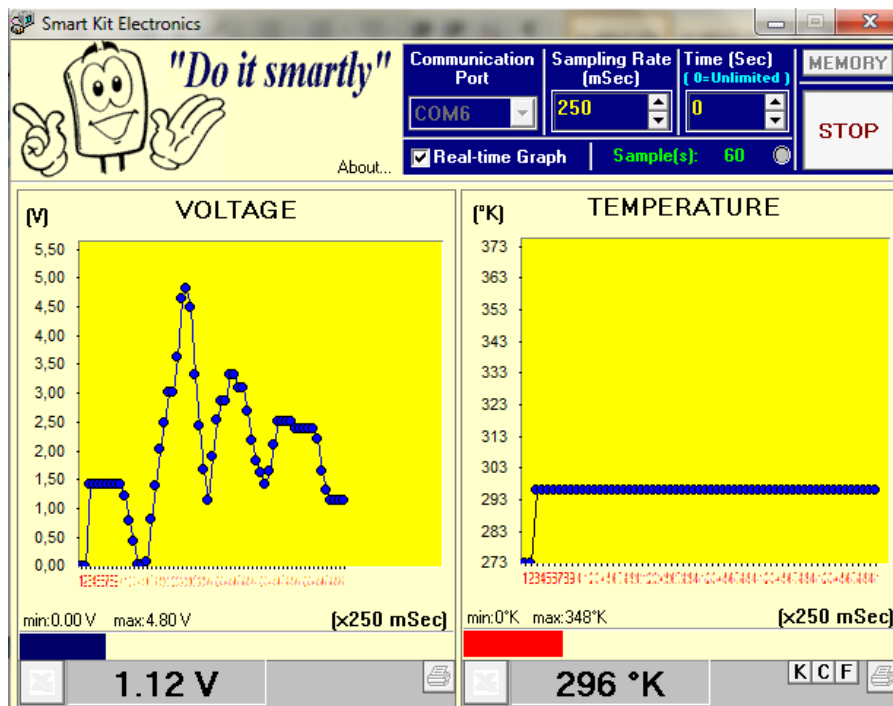 Smart Kit Electronics
"Do it smartly"
About...
Communication Port
COM6
Sampling Rate (mSec)
250
Time (Sec)
( 0=Unlimited )
0
MEMORY
STOP
Real-time Graph
Sample(s): 60
VOLTAGE
(V)
5,50
5,00
4,50
4,00
3,50
3,00
2,50
2,00
1,50
1,00
0,50
0,00
min:0.00 V max:4.80 V
(x250 mSec)
1.12 V
TEMPERATURE
(°K)
373
363
353
343
333
323
313
303
293
283
273
min:0°K max:348°K
(x250 mSec)
296 °K
K C F